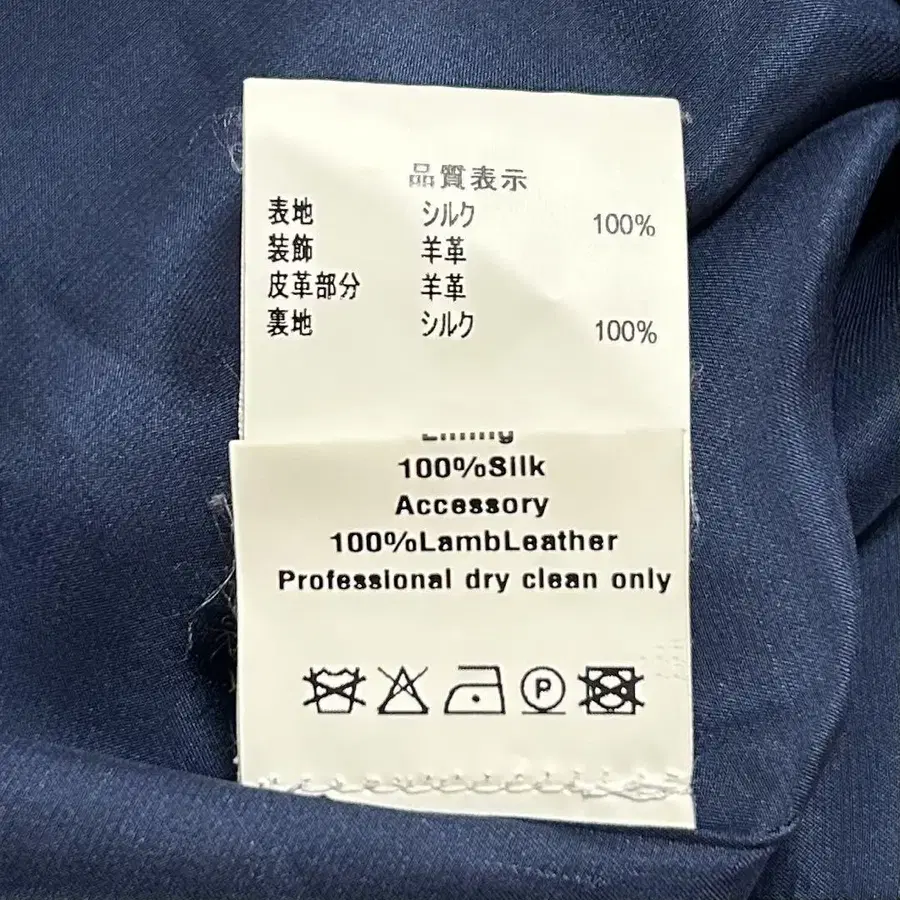 品質表示
表地 シルク 100%
装飾 羊革
皮革部分 羊革
裏地 シルク 100%
100%Silk
Accessory
100%LambLeather
Professional dry clean only
P